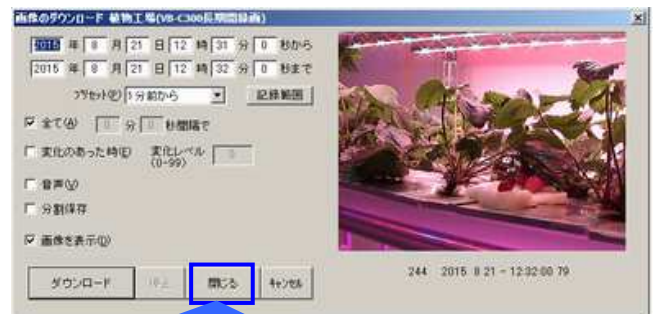 画像のダウンロード 植物工場(VB-C300長期間録画)
2015 年 8 月 21 日 12 時 31 分 0 秒から
2015 年 8 月 21 日 12 時 32 分 0 秒まで
プリセット(P) 1分前から 記録範囲
全て(A) 0 分 0 秒間隔で
変化のあった時(E) 変化レベル 0
(0-99)
音声(V)
分割保存
画像を表示(D)
ダウンロード 停止 閉じる キャンセル
244 2015 8 21 - 12:32:00 79